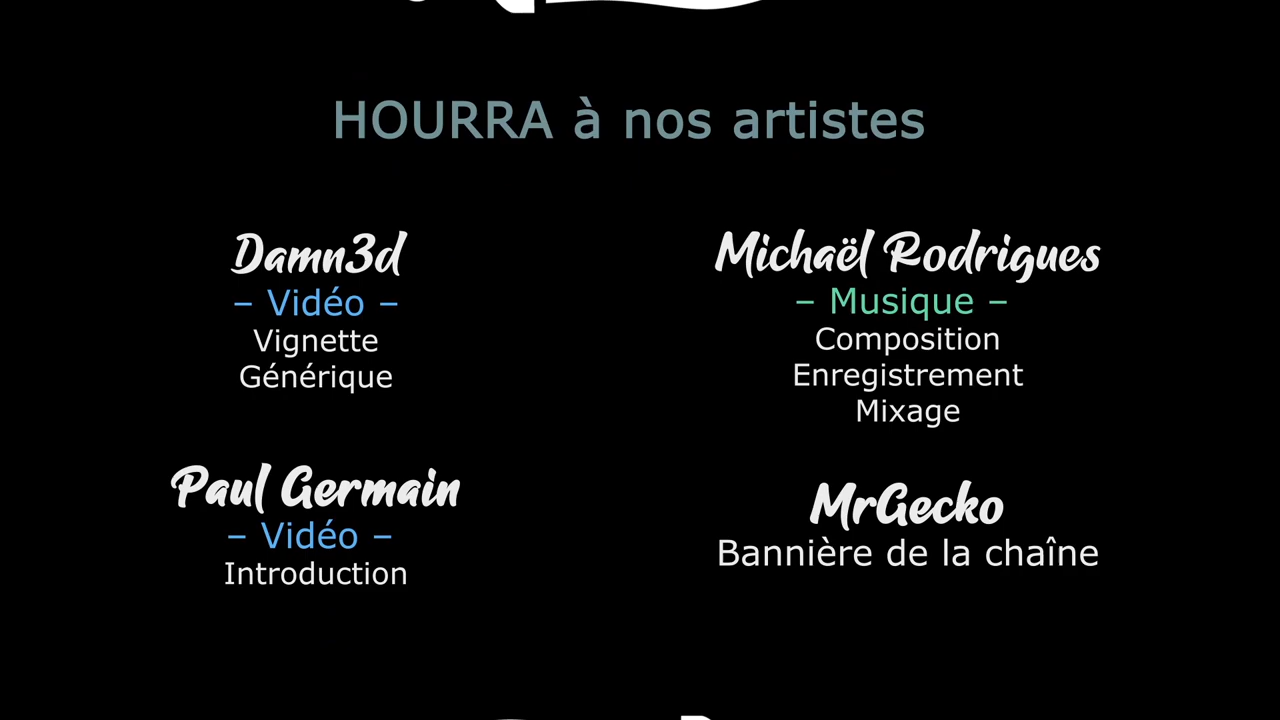 HOURRA à nos artistes
Damn3d
– Vidéo –
Vignette
Générique
Michaël Rodrigues
– Musique –
Composition
Enregistrement
Mixage
Paul Germain
– Vidéo –
Introduction
MrGecko
Bannière de la chaîne